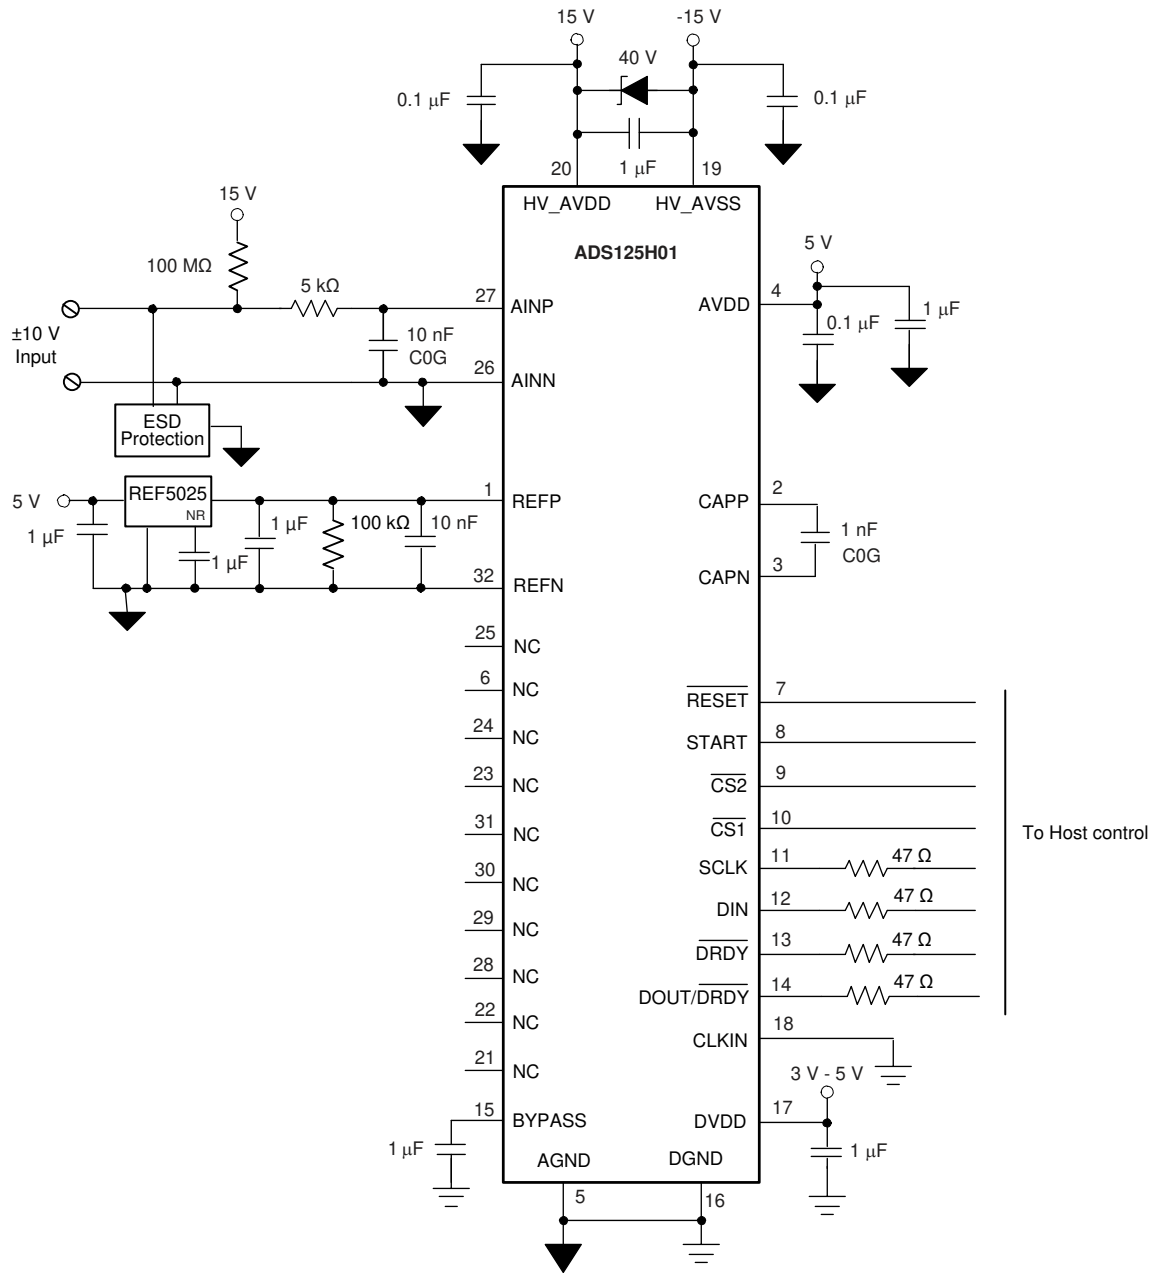 15 V
-15 V
40 V
0.1 μF
0.1 μF
1 μF
20
19
HV_AVDD
HV_AVSS
ADS125H01
15 V
100 MΩ
5 kΩ
27
AINP
±10 V
Input
10 nF
C0G
26
AINN
ESD
Protection
5 V
4
AVDD
0.1 μF
1 μF
5 V
REF5025
NR
1 μF
1 μF
1 μF
100 kΩ
10 nF
1
REFP
32
REFN
2
CAPP
1 nF
C0G
3
CAPN
25
NC
6
NC
24
NC
23
NC
31
NC
30
NC
29
NC
28
NC
22
NC
21
NC
15
BYPASS
1 μF
RESET
7
START
8
CS2
9
CS1
10
SCLK
11
47 Ω
DIN
12
47 Ω
DRDY
13
47 Ω
DOUT/DRDY
14
47 Ω
To Host control
CLKIN
18
3 V - 5 V
DVDD
17
1 μF
AGND
DGND
5
16